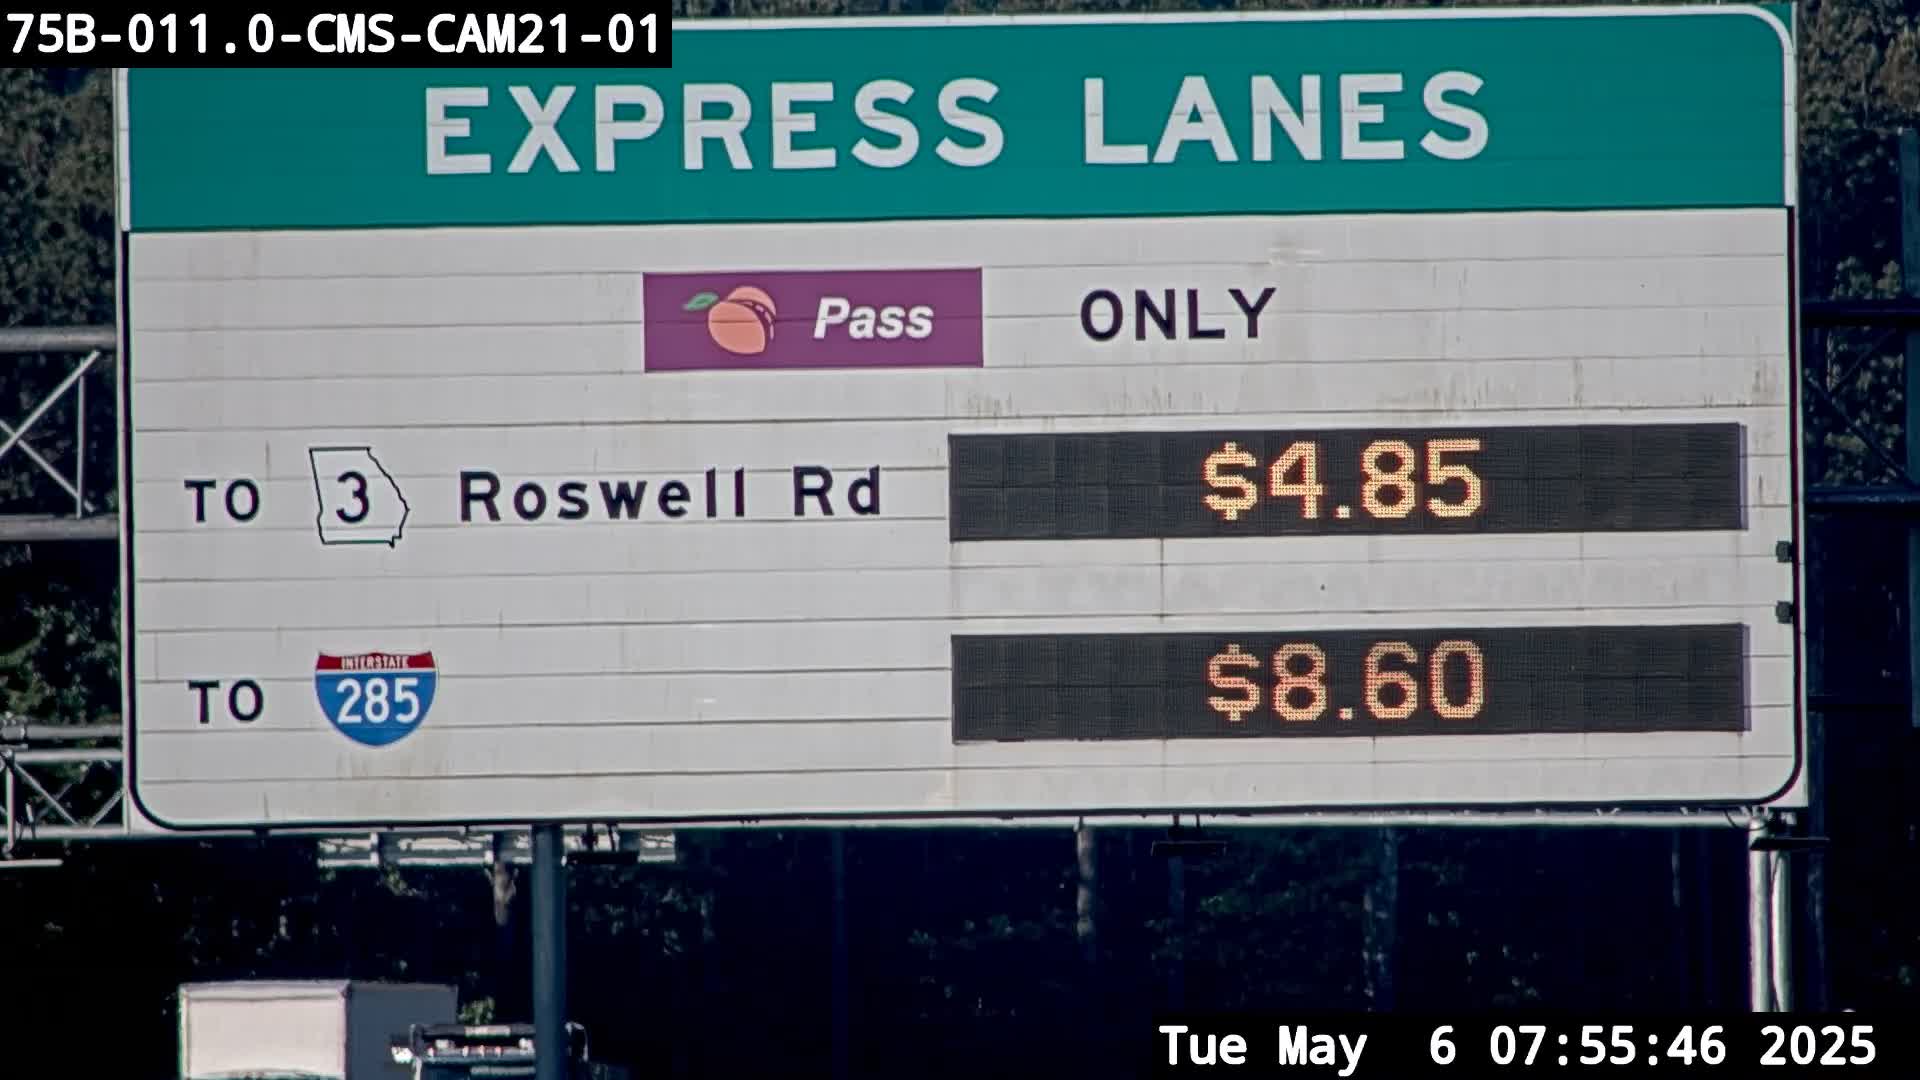 75B-011.0-CMS-CAM21-01
EXPRESS LANES
Pass ONLY
TO 3 Roswell Rd $4.85
TO INTERSTATE 285 $8.60
Tue May 6 07:55:46 2025